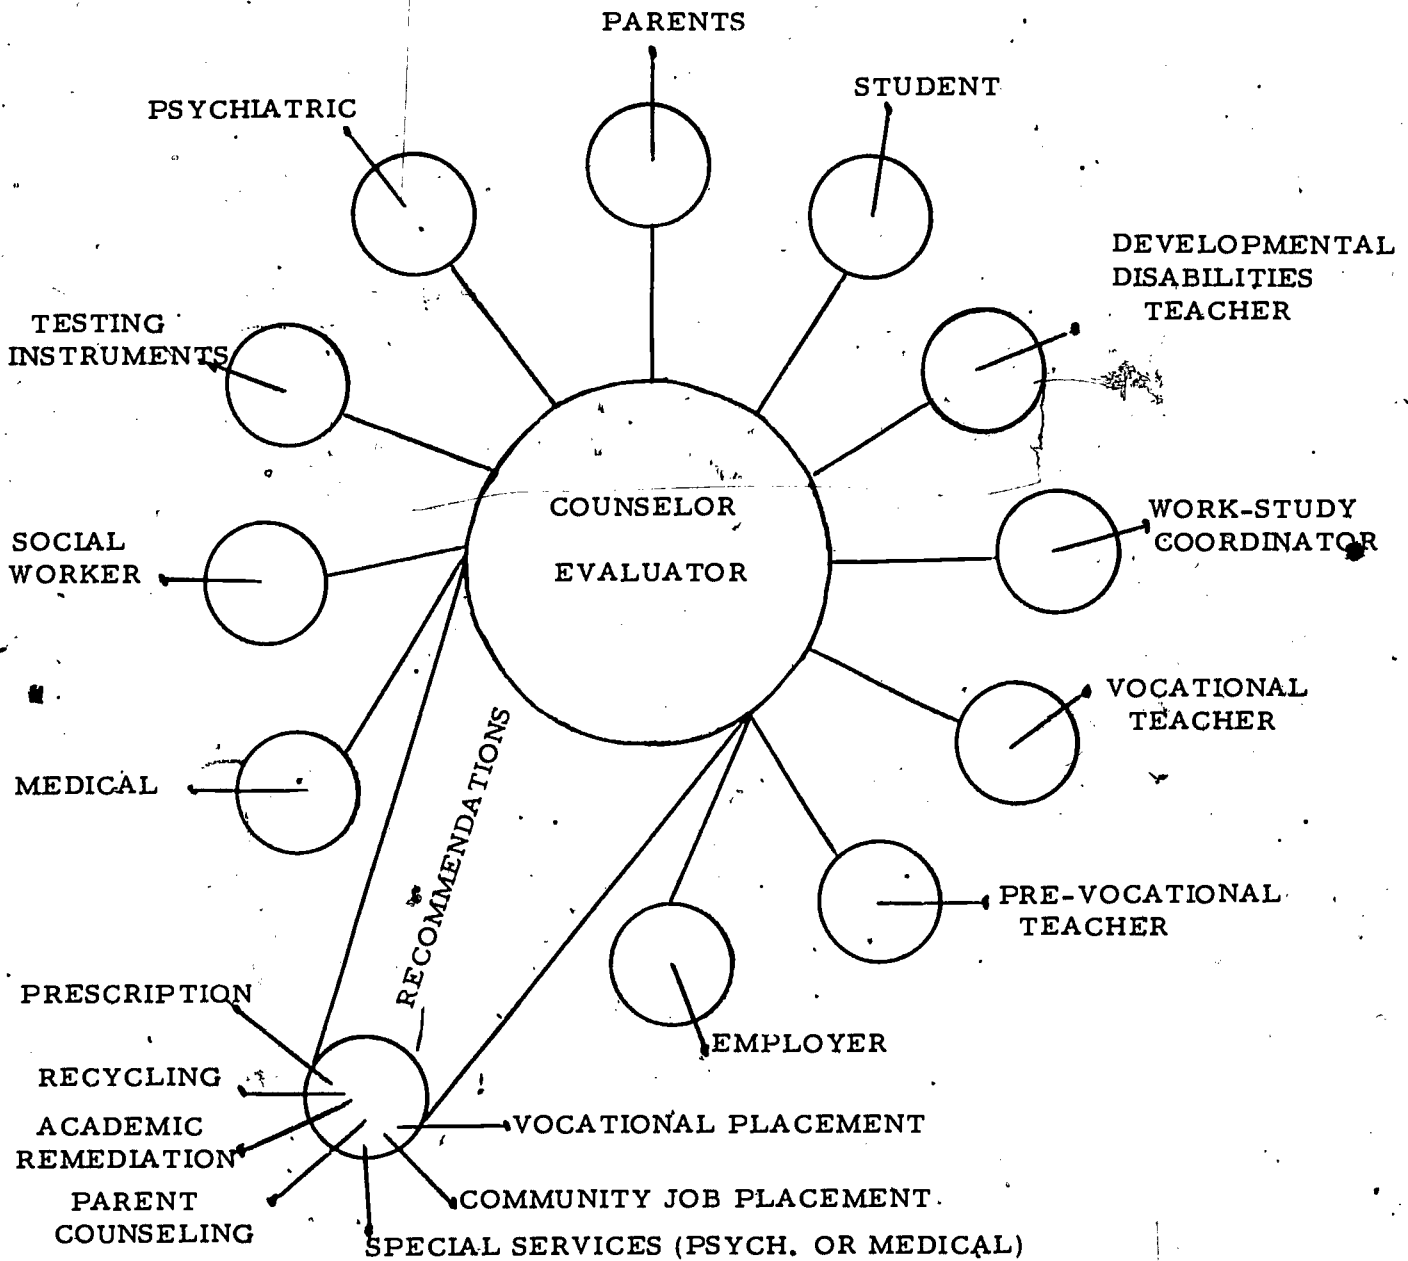 PARENTS
STUDENT
PSYCHIATRIC
DEVELOPMENTAL
DISABILITIES
TEACHER
TESTING
INSTRUMENTS
COUNSELOR
EVALUATOR
WORK-STUDY
COORDINATOR
SOCIAL
WORKER
VOCATIONAL
TEACHER
MEDICAL
RECOMMENDATIONS
PRE-VOCATIONAL
TEACHER
EMPLOYER
PRESCRIPTION
RECYCLING
ACADEMIC
REMEDIATION
PARENT
COUNSELING
VOCATIONAL PLACEMENT
COMMUNITY JOB PLACEMENT
SPECIAL SERVICES (PSYCH. OR MEDICAL)